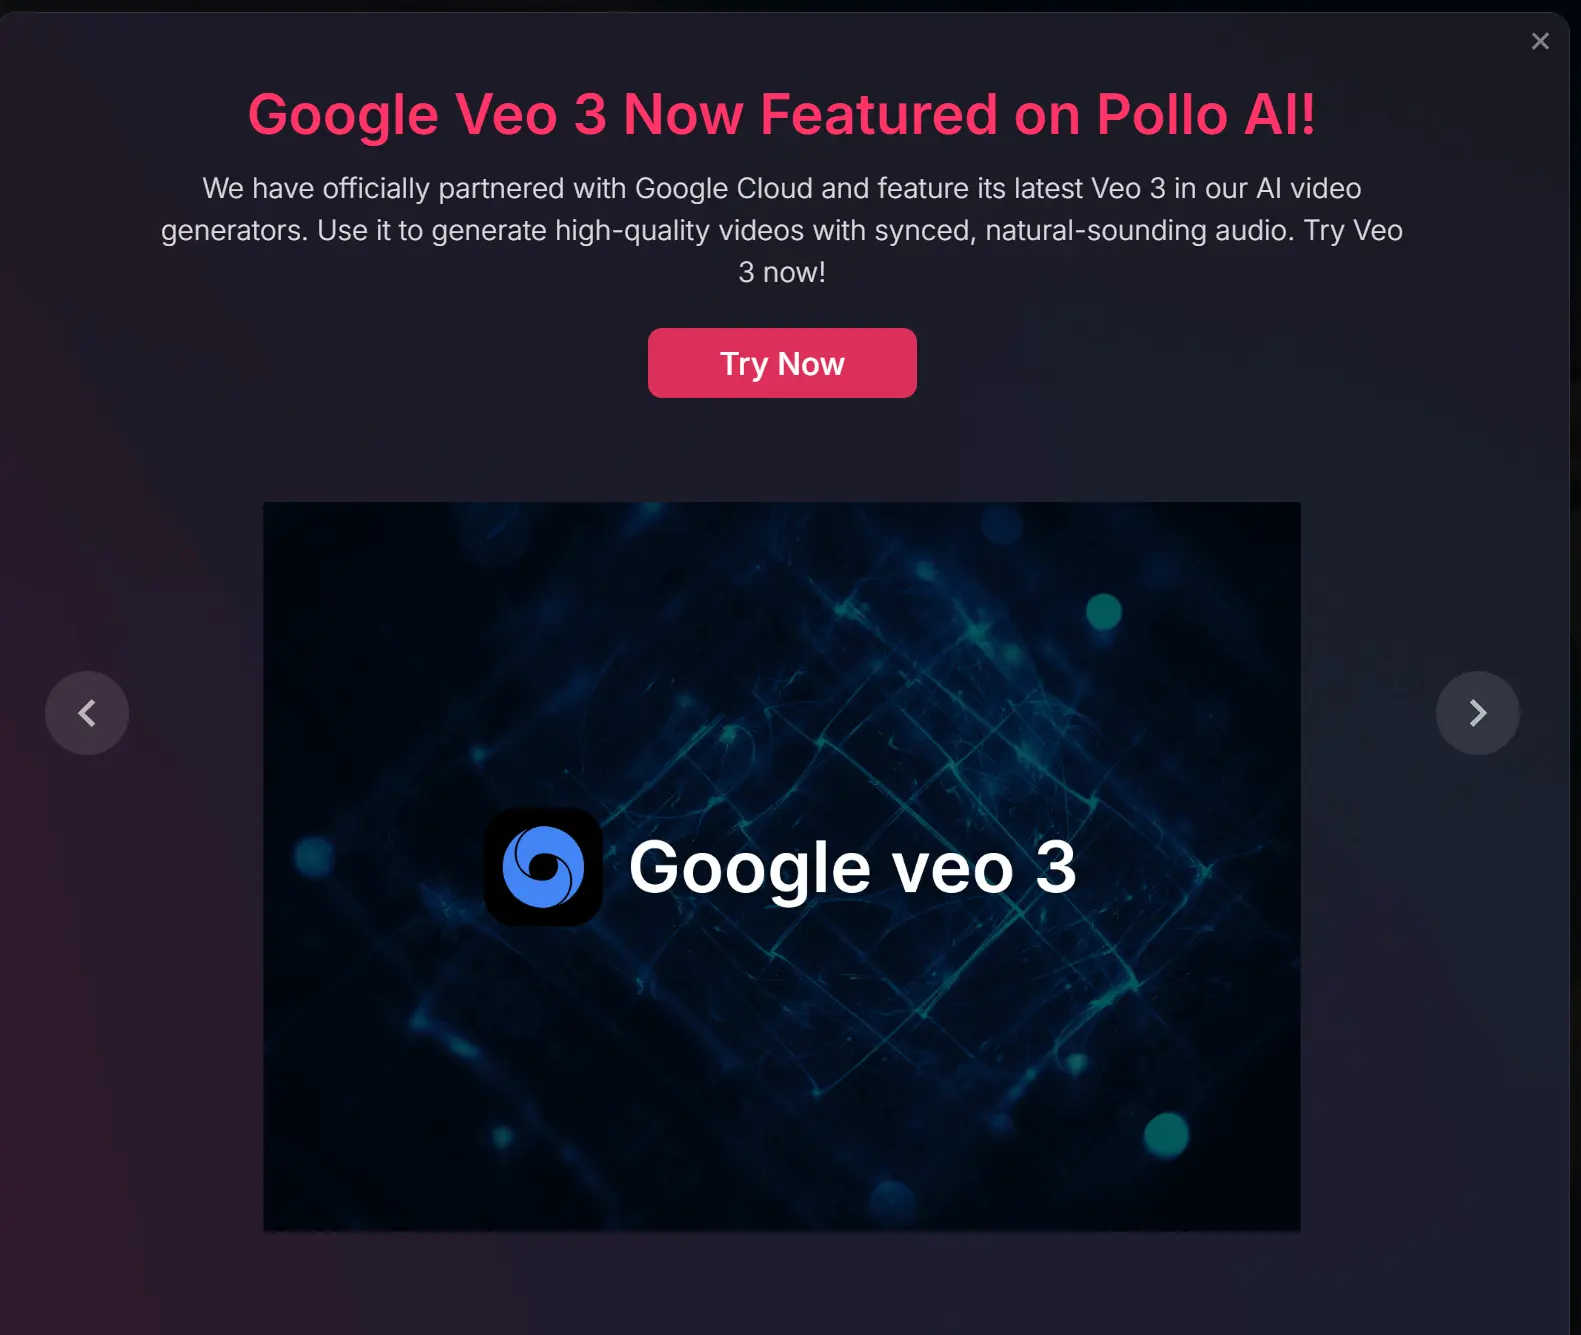 Google Veo 3 Now Featured on Pollo AI!
We have officially partnered with Google Cloud and feature its latest Veo 3 in our AI video
generators. Use it to generate high-quality videos with synced, natural-sounding audio. Try Veo
3 now!
Try Now
Google veo 3